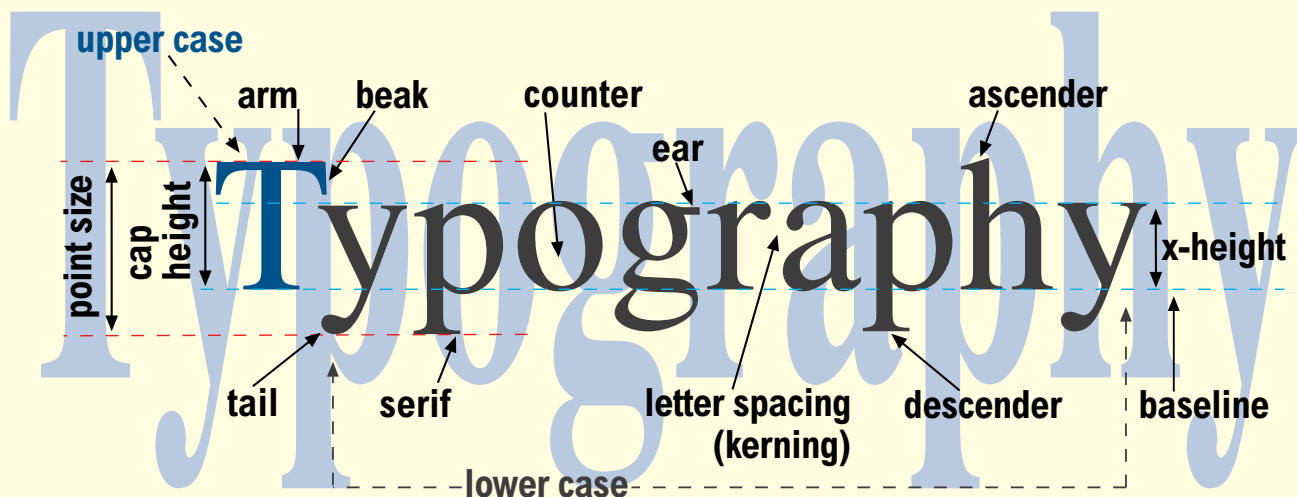 Typography
upper case
arm
beak
counter
ascender
ear
point size
cap
height
Typography
x-height
tail
serif
letter spacing
(kerning)
descender
baseline
lower case